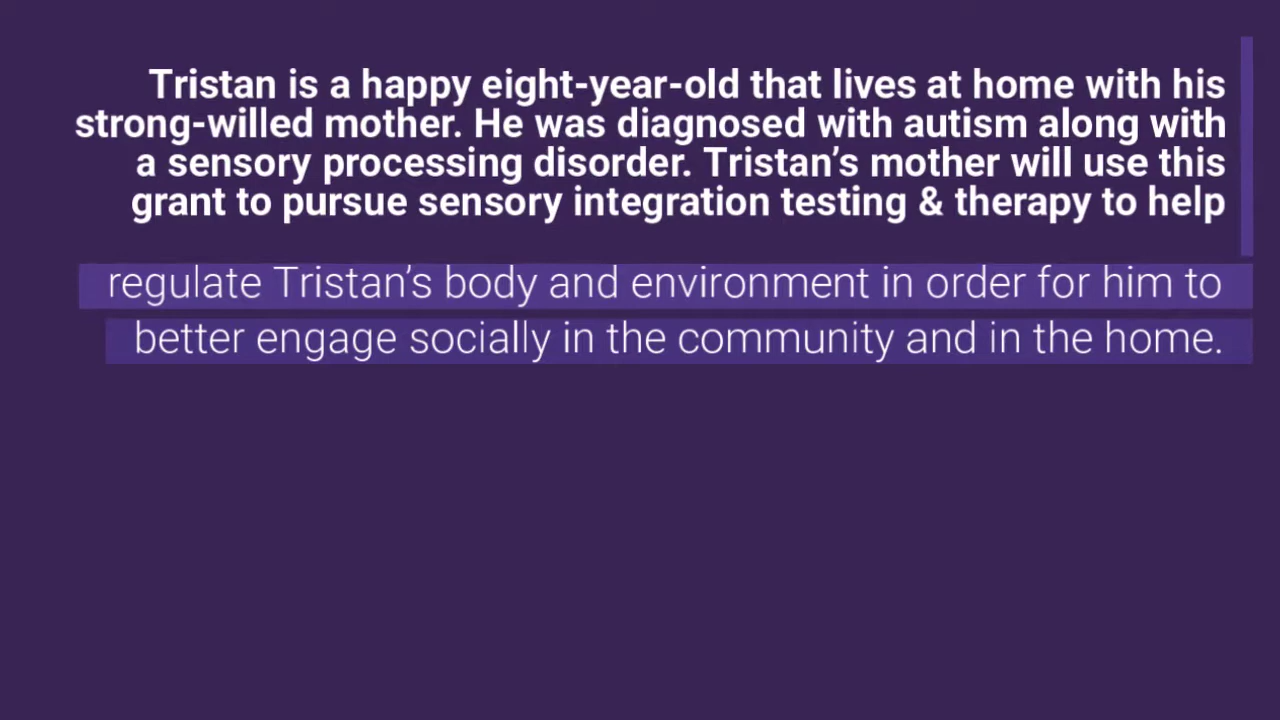 Tristan is a happy eight-year-old that lives at home with his
strong-willed mother. He was diagnosed with autism along with
a sensory processing disorder. Tristan’s mother will use this
grant to pursue sensory integration testing & therapy to help
regulate Tristan’s body and environment in order for him to
better engage socially in the community and in the home.